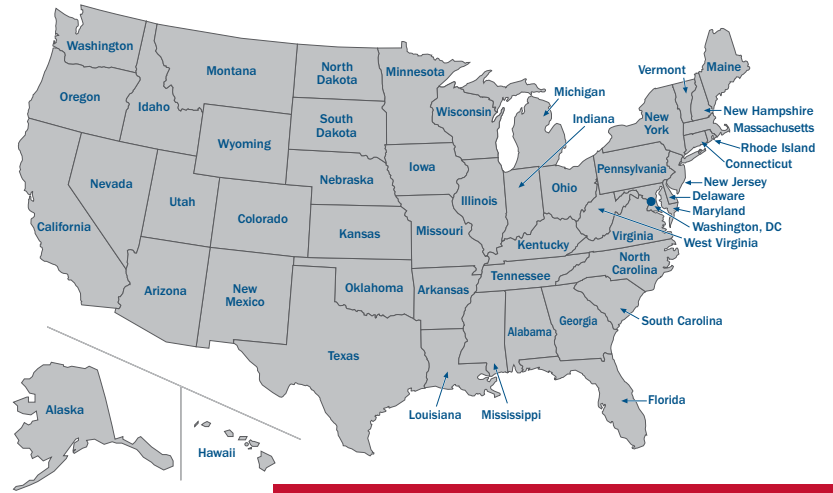 Washington
Montana
North
Dakota
Minnesota
Vermont
Maine
Oregon
Idaho
Michigan
Wisconsin
South
Dakota
New
York
New Hampshire
Indiana
Massachusetts
Wyoming
Rhode Island
Connecticut
Iowa
Pennsylvania
Nevada
Nebraska
New Jersey
Ohio
Utah
Illinois
Delaware
Colorado
Maryland
California
Kansas
Missouri
Washington, DC
Virginia
West Virginia
Kentucky
North
Carolina
Tennessee
Arizona
New
Mexico
Oklahoma
Arkansas
South Carolina
Georgia
Alabama
Texas
Florida
Alaska
Louisiana
Mississippi
Hawaii